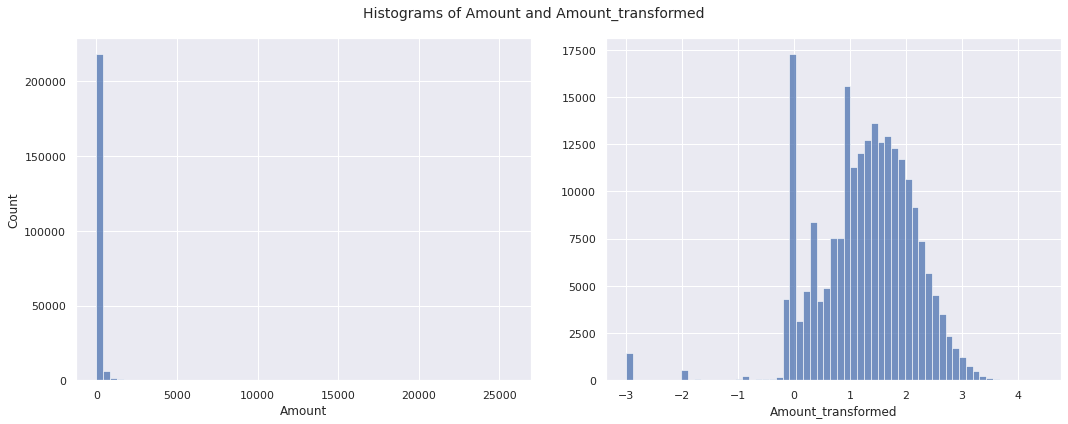 Histograms of Amount and Amount_transformed
Count
200000
150000
100000
50000
0
0 5000 10000 15000 20000 25000
Amount
17500
15000
12500
10000
7500
5000
2500
0
−3 −2 −1 0 1 2 3 4
Amount_transformed